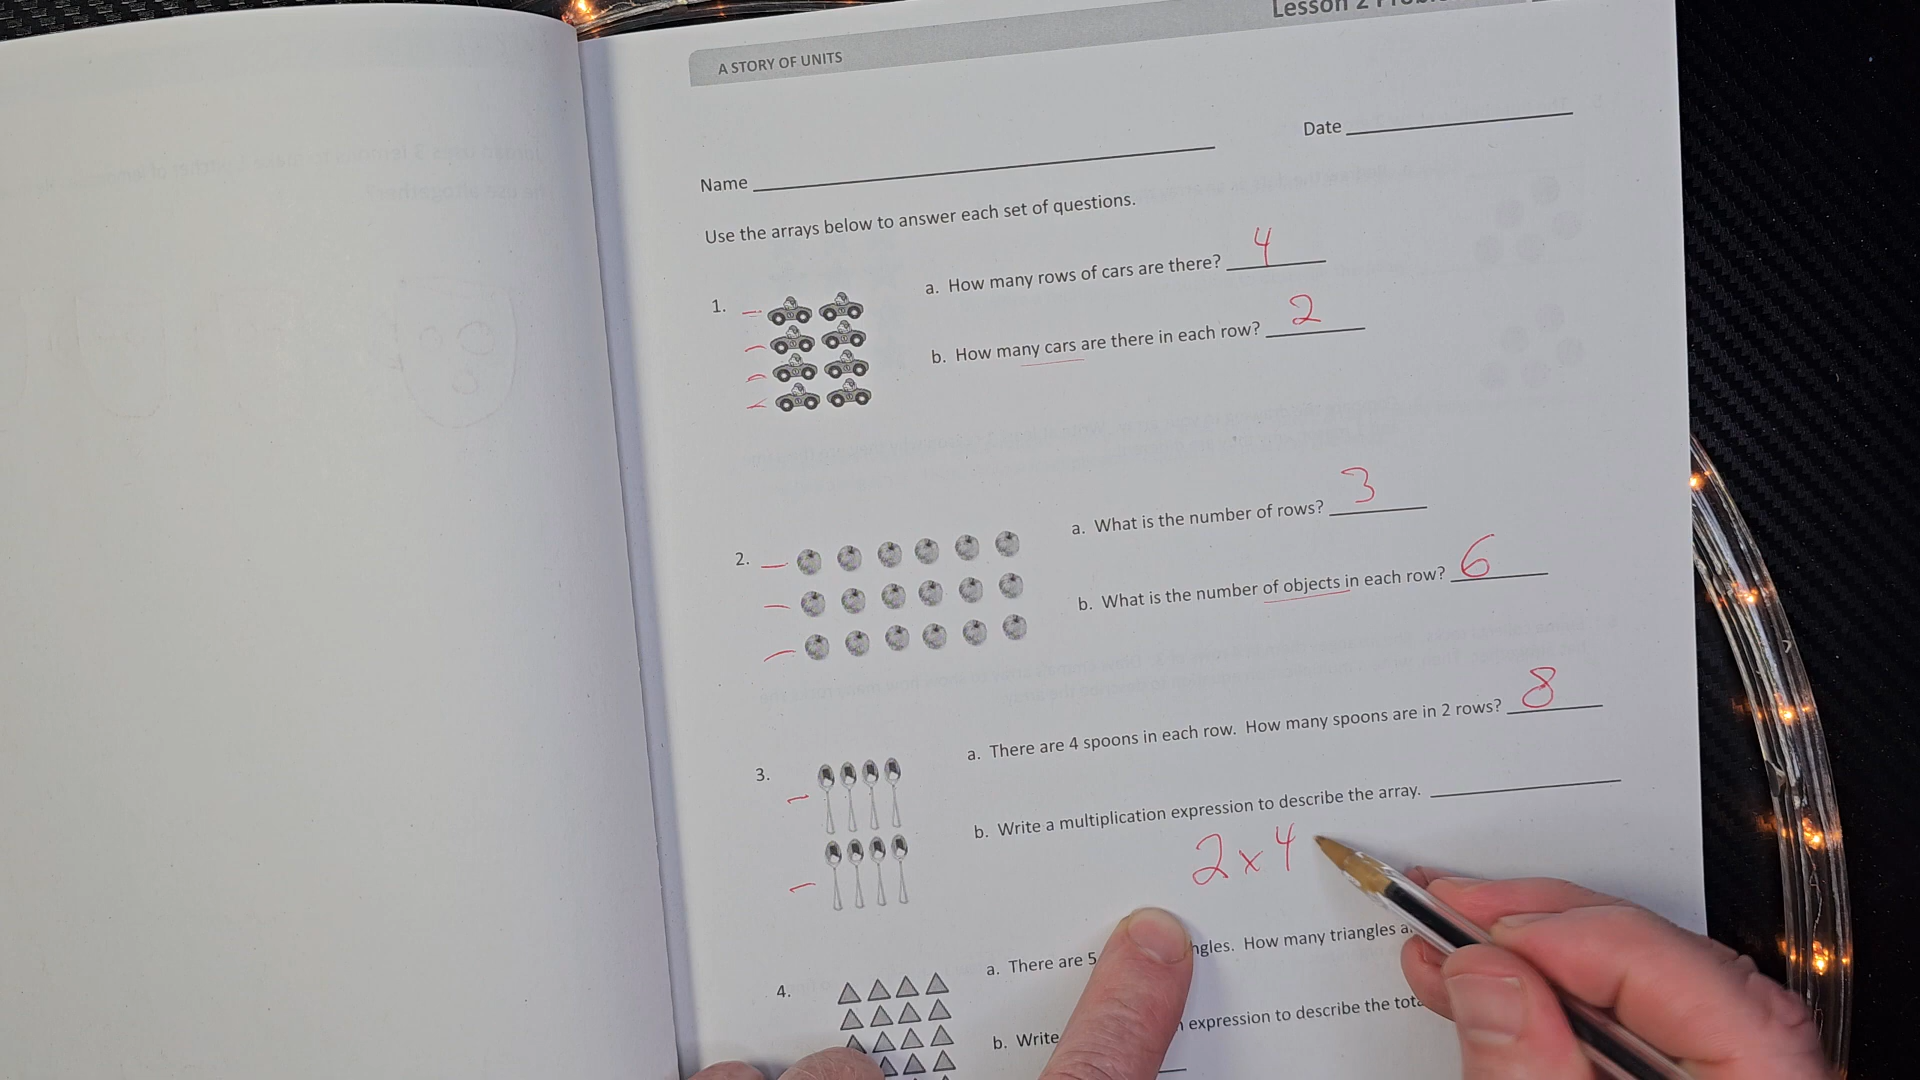 Lesson 2
A STORY OF UNITS
Name
Date
Use the arrays below to answer each set of questions.
1.
a. How many rows of cars are there? 4
b. How many cars are there in each row? 2
2.
a. What is the number of rows? 3
b. What is the number of objects in each row? 6
3.
a. There are 4 spoons in each row. How many spoons are in 2 rows? 8
b. Write a multiplication expression to describe the array.
2 x 4
4.
a. There are 5 How many triangles
b. Write expression to describe the